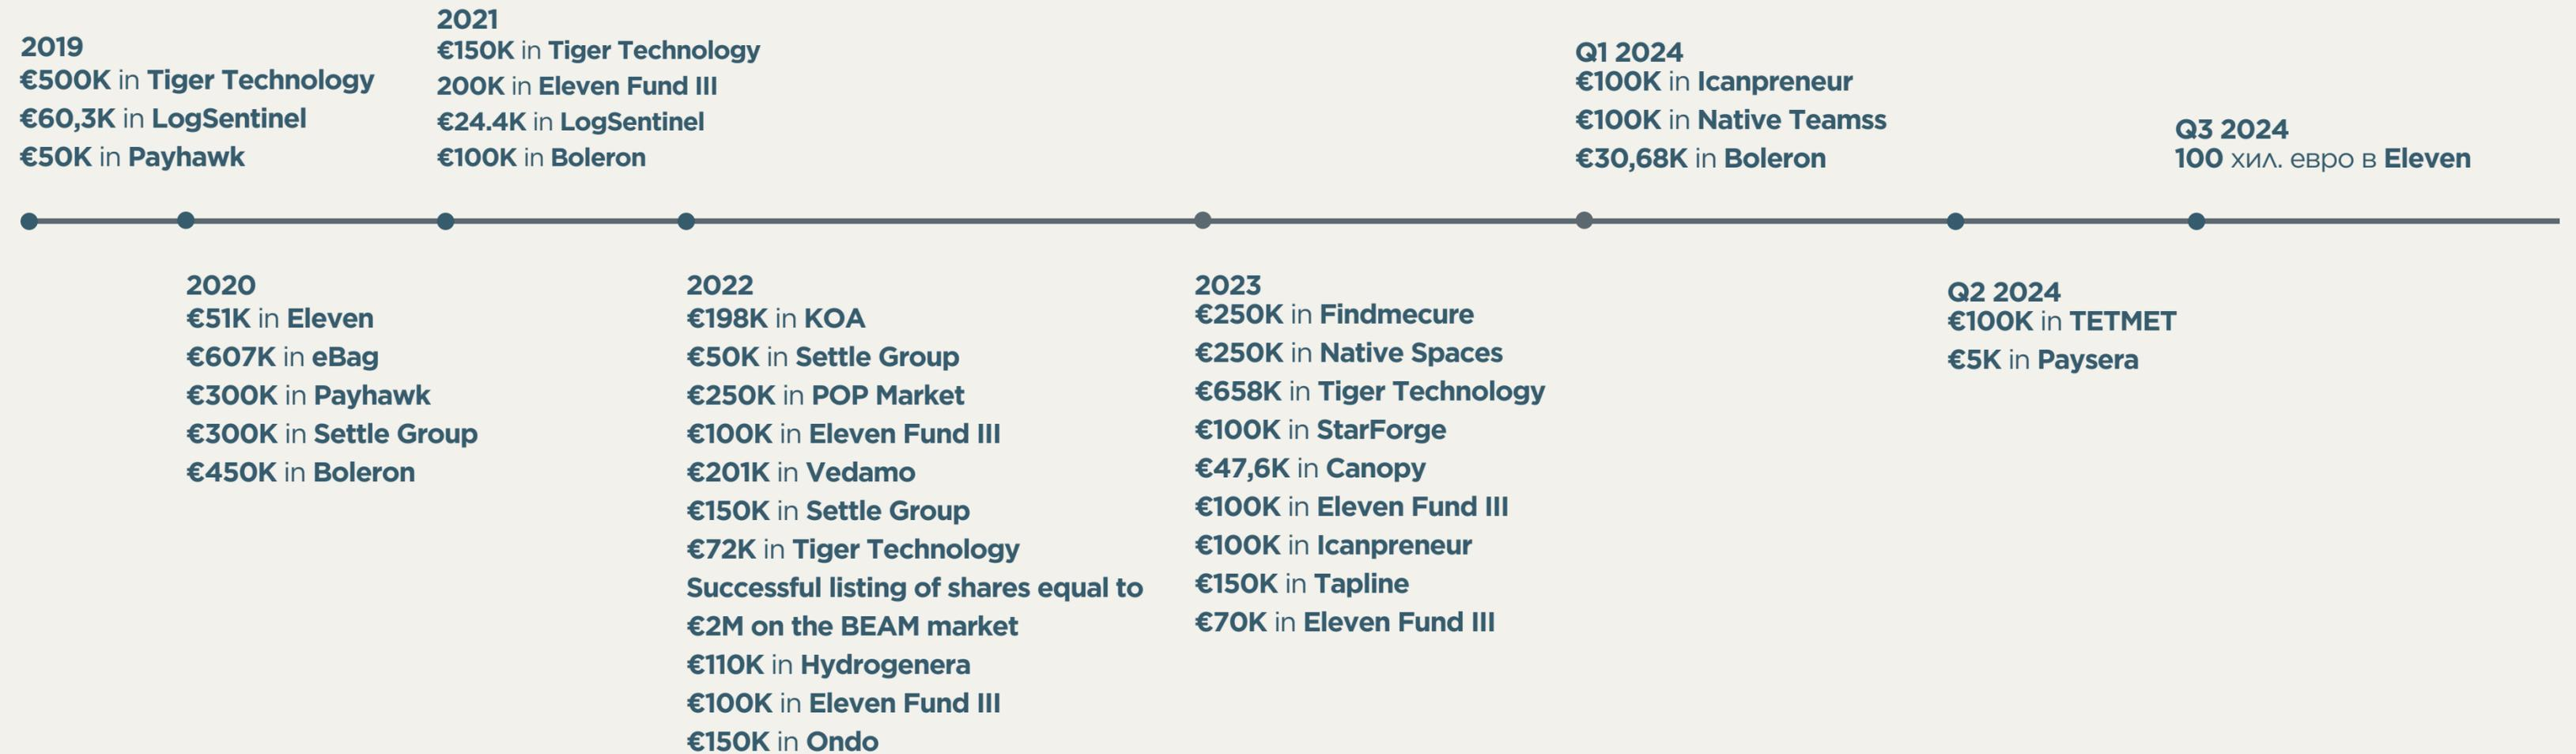 2019
€500K in Tiger Technology
€60,3K in LogSentinel
€50K in Payhawk
2020
€51K in Eleven
€607K in eBag
€300K in Payhawk
€300K in Settle Group
€450K in Boleron
2021
€150K in Tiger Technology
200K in Eleven Fund III
€24.4K in LogSentinel
€100K in Boleron
2022
€198K in KOA
€50K in Settle Group
€250K in POP Market
€100K in Eleven Fund III
€201K in Vedamo
€150K in Settle Group
€72K in Tiger Technology
Successful listing of shares equal to
€2M on the BEAM market
€110K in Hydrogenera
€100K in Eleven Fund III
€150K in Ondo
2023
€250K in Findmecure
€250K in Native Spaces
€658K in Tiger Technology
€100K in StarForge
€47,6K in Canopy
€100K in Eleven Fund III
€100K in Icanpreneur
€150K in Tapline
€70K in Eleven Fund III
Q1 2024
€100K in Icanpreneur
€100K in Native Teamss
€30,68K in Boleron
Q2 2024
€100K in TETMET
€5K in Paysera
Q3 2024
100 хил. евро в Eleven